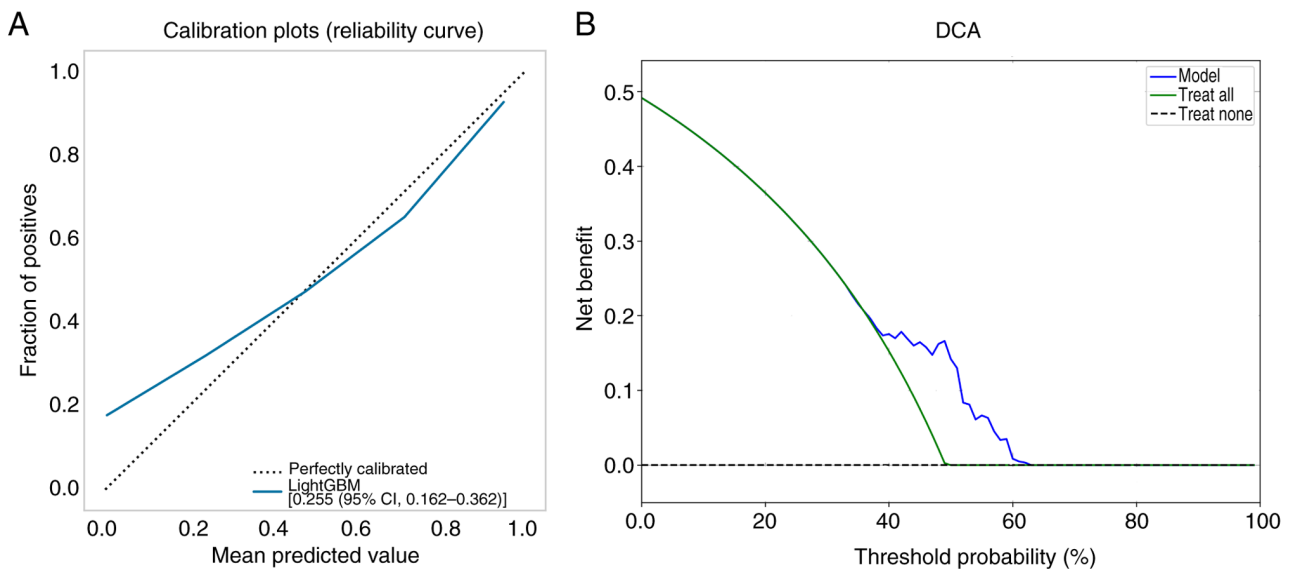 A
Calibration plots (reliability curve)
1.0
0.8
0.6
0.4
0.2
0.0
Fraction of positives
Perfectly calibrated
LightGBM
[0.255 (95% CI, 0.162–0.362)]
0.0 0.2 0.4 0.6 0.8 1.0
Mean predicted value
B
DCA
Model
Treat all
Treat none
0.5
0.4
0.3
0.2
0.1
0.0
Net benefit
0.0 20 40 60 80 100
Threshold probability (%)